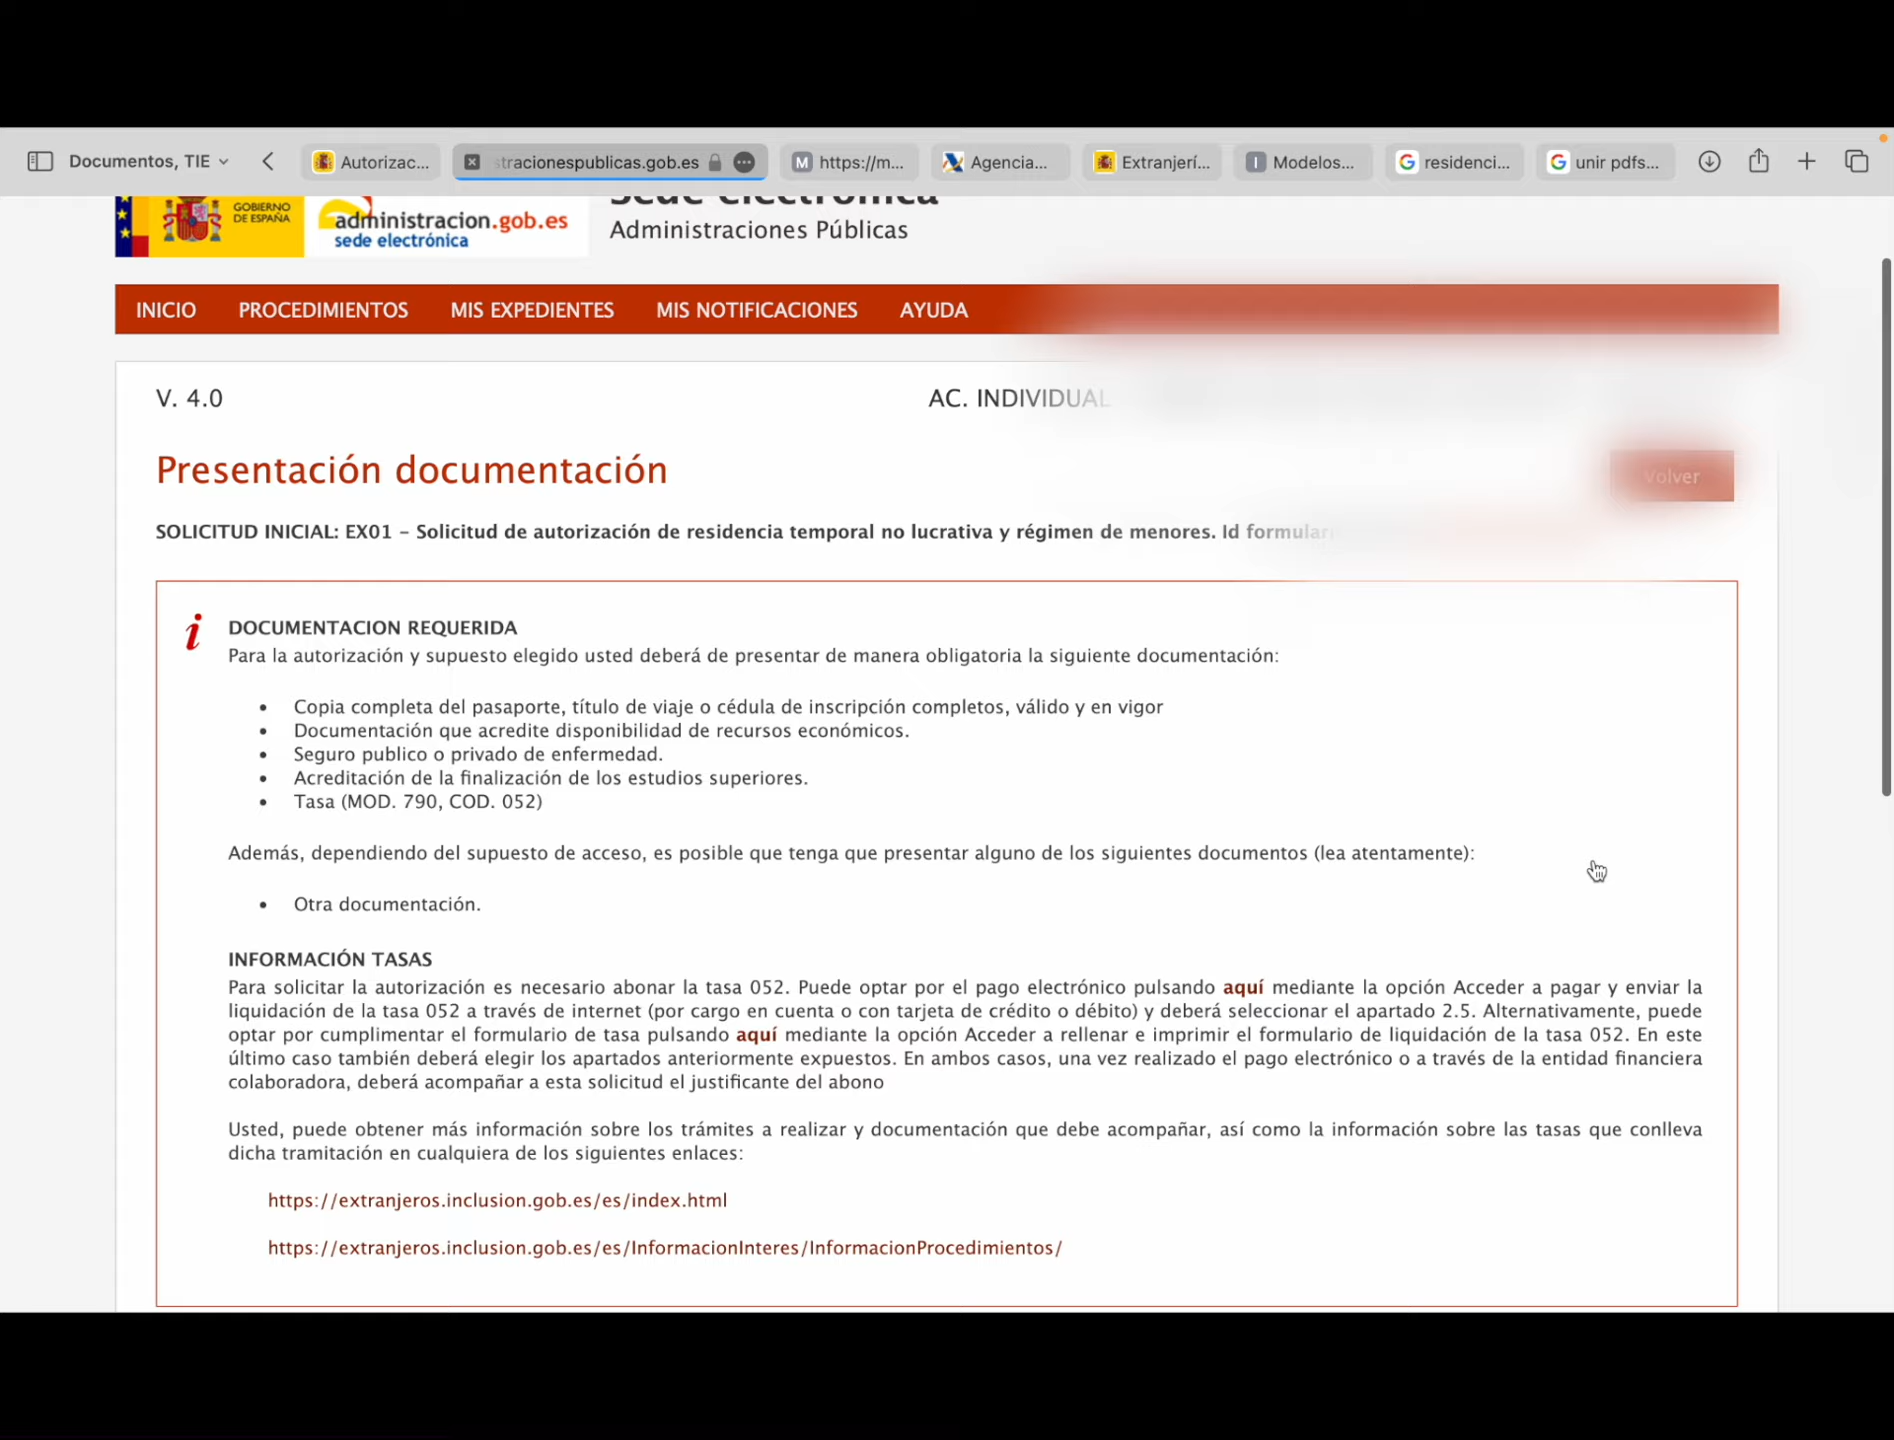 Documentos, TIE
Autorizac...
stracionespublicas.gob.es
M
https://m...
Agencia...
Extranjerí...
I
Modelos...
G
residenci...
G
unir pdfs...
GOBIERNO
DE ESPAÑA
administracion.gob.es
sede electrónica
Sede electrónica
Administraciones Públicas
INICIO
PROCEDIMIENTOS
MIS EXPEDIENTES
MIS NOTIFICACIONES
AYUDA
V. 4.0
AC. INDIVIDUAL
Presentación documentación
Volver
SOLICITUD INICIAL: EX01 - Solicitud de autorización de residencia temporal no lucrativa y régimen de menores. Id formulari
i
DOCUMENTACION REQUERIDA
Para la autorización y supuesto elegido usted deberá de presentar de manera obligatoria la siguiente documentación:
• Copia completa del pasaporte, título de viaje o cédula de inscripción completos, válido y en vigor
• Documentación que acredite disponibilidad de recursos económicos.
• Seguro publico o privado de enfermedad.
• Acreditación de la finalización de los estudios superiores.
• Tasa (MOD. 790, COD. 052)
Además, dependiendo del supuesto de acceso, es posible que tenga que presentar alguno de los siguientes documentos (lea atentamente):
• Otra documentación.
INFORMACIÓN TASAS
Para solicitar la autorización es necesario abonar la tasa 052. Puede optar por el pago electrónico pulsando aquí mediante la opción Acceder a pagar y enviar la
liquidación de la tasa 052 a través de internet (por cargo en cuenta o con tarjeta de crédito o débito) y deberá seleccionar el apartado 2.5. Alternativamente, puede
optar por cumplimentar el formulario de tasa pulsando aquí mediante la opción Acceder a rellenar e imprimir el formulario de liquidación de la tasa 052. En este
último caso también deberá elegir los apartados anteriormente expuestos. En ambos casos, una vez realizado el pago electrónico o a través de la entidad financiera
colaboradora, deberá acompañar a esta solicitud el justificante del abono
Usted, puede obtener más información sobre los trámites a realizar y documentación que debe acompañar, así como la información sobre las tasas que conlleva
dicha tramitación en cualquiera de los siguientes enlaces:
https://extranjeros.inclusion.gob.es/es/index.html
https://extranjeros.inclusion.gob.es/es/InformacionInteres/InformacionProcedimientos/